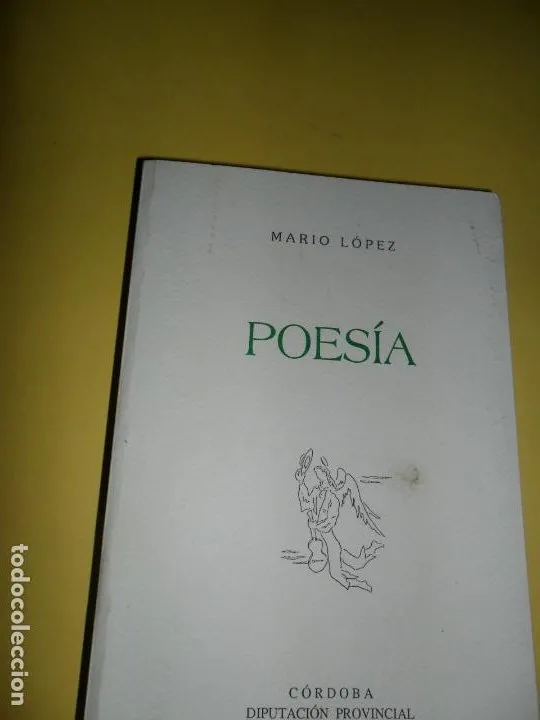 MARIO LÓPEZ
POESÍA
CÓRDOBA
DIPUTACIÓN PROVINCIAL
todocoleccion